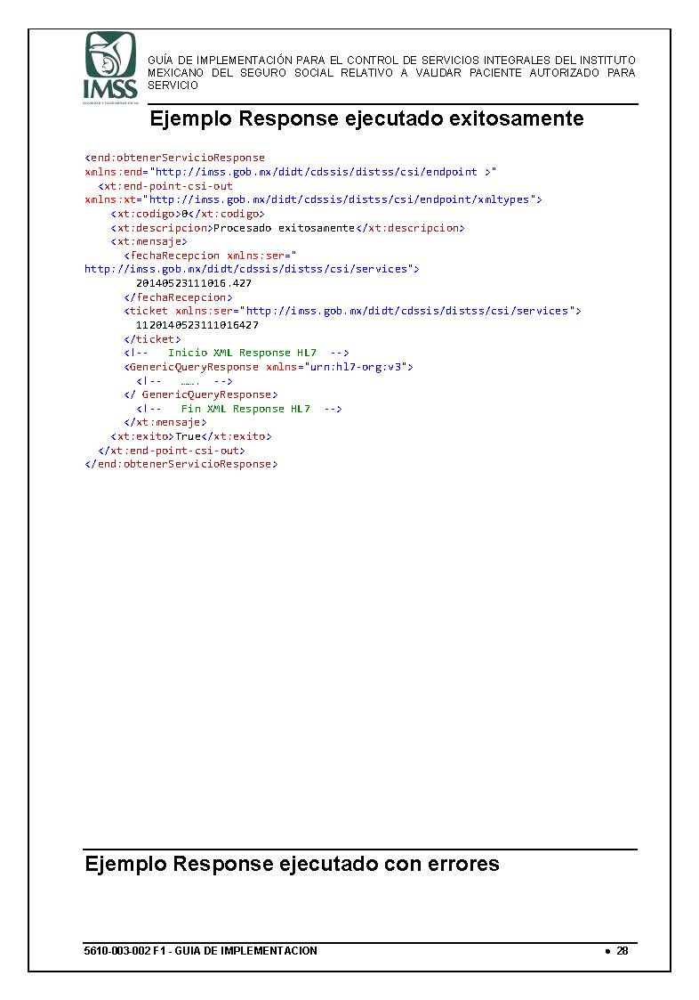 IMSS
SEGURIDAD Y SOLIDARIDAD SOCIAL
GUÍA DE IMPLEMENTACIÓN PARA EL CONTROL DE SERVICIOS INTEGRALES DEL INSTITUTO
MEXICANO DEL SEGURO SOCIAL RELATIVO A VALIDAR PACIENTE AUTORIZADO PARA
SERVICIO
Ejemplo Response ejecutado exitosamente
<end:obtenerServicioResponse
xmlns:end="http://imss.gob.mx/didt/cdssis/distss/csi/endpoint >"
<xt:end-point-csi-out
xmlns:xt="http://imss.gob.mx/didt/cdssis/distss/csi/endpoint/xmltypes">
<xt:codigo>0</xt:codigo>
<xt:descripcion>Procesado exitosamente</xt:descripcion>
<xt:mensaje>
<fechaRecepcion xmlns:ser="
http://imss.gob.mx/didt/cdssis/distss/csi/services">
20140523111016.427
</fechaRecepcion>
<ticket xmlns:ser="http://imss.gob.mx/didt/cdssis/distss/csi/services">
1120140523111016427
</ticket>
<!-- Inicio XML Response HL7 -->
<GenericQueryResponse xmlns="urn:hl7-org:v3">
<!-- ……. -->
</ GenericQueryResponse>
<!-- Fin XML Response HL7 -->
</xt:mensaje>
<xt:exito>True</xt:exito>
</xt:end-point-csi-out>
</end:obtenerServicioResponse>
Ejemplo Response ejecutado con errores
5610-003-002 F1 - GUIA DE IMPLEMENTACION • 28